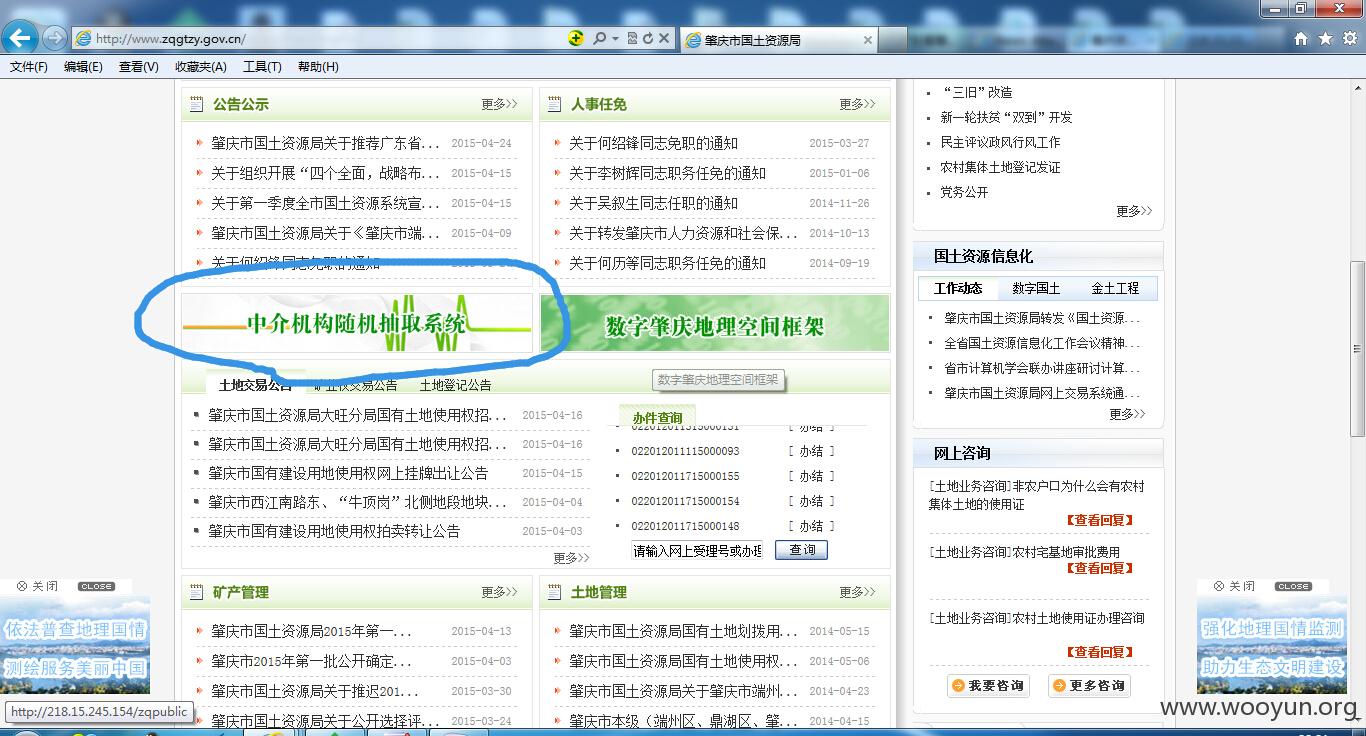 http://www.zqgtzy.gov.cn/
肇庆市国土资源局
文件(F) 编辑(E) 查看(V) 收藏夹(A) 工具(T) 帮助(H)
公告公示 更多>>
肇庆市国土资源局关于推荐广东省... 2015-04-24
关于组织开展“四个全面，战略布... 2015-04-15
关于第一季度全市国土资源系统宣... 2015-04-15
肇庆市国土资源局关于《肇庆市端... 2015-04-09
关于何绍锋同志免职的通知
人事任免 更多>>
关于何绍锋同志免职的通知 2015-03-27
关于李树辉同志职务任免的通知 2015-01-06
关于吴叙生同志任职的通知 2014-11-26
关于转发肇庆市人力资源和社会保... 2014-10-13
关于何历等同志职务任免的通知 2014-09-19
“三旧”改造
新一轮扶贫“双到”开发
民主评议政风行风工作
农村集体土地登记发证
党务公开
更多>>
中介机构随机抽取系统
数字肇庆地理空间框架
国土资源信息化
工作动态 数字国土 金土工程
肇庆市国土资源局转发《国土资源...
全省国土资源信息化工作会议精神...
省市计算机学会联办讲座研讨计算...
肇庆市国土资源局网上交易系统通...
更多>>
土地交易公告 矿业权交易公告 土地登记公告
数字肇庆地理空间框架
肇庆市国土资源局大旺分局国有土地使用权招... 2015-04-16
肇庆市国土资源局大旺分局国有土地使用权招... 2015-04-16
肇庆市国有建设用地使用权网上挂牌出让公告 2015-04-15
肇庆市西江南路东、“牛顶岗”北侧地段地块... 2015-04-04
肇庆市国有建设用地使用权拍卖转让公告 2015-04-03
更多>>
办件查询
022012011315000131 [ 办结 ]
022012011115000093 [ 办结 ]
022012011715000155 [ 办结 ]
022012011715000154 [ 办结 ]
022012011715000148 [ 办结 ]
请输入网上受理号或办理 查询
网上咨询
[土地业务咨询]非农户口为什么会有农村
集体土地的使用证
【查看回复】
[土地业务咨询]农村宅基地审批费用
【查看回复】
[土地业务咨询]农村土地使用证办理咨询
【查看回复】
我要咨询 更多咨询
矿产管理 更多>>
肇庆市国土资源局2015年第一... 2015-04-13
肇庆市2015年第一批公开确定... 2015-04-03
肇庆市国土资源局关于推迟201... 2015-03-30
肇庆市国土资源局关于公开选择评... 2015-03-24
土地管理 更多>>
肇庆市国土资源局国有土地划拨用... 2014-05-15
肇庆市国土资源局国有土地使用权... 2014-05-06
肇庆市国土资源局关于肇庆市端州... 2014-04-23
肇庆市本级（端州区、鼎湖区、肇... 2014-04-15
关闭 CLOSE
依法普查地理国情
测绘服务美丽中国
关闭 CLOSE
强化地理国情监测
助力生态文明建设
http://218.15.245.154/zqpublic
www.wooyun.org